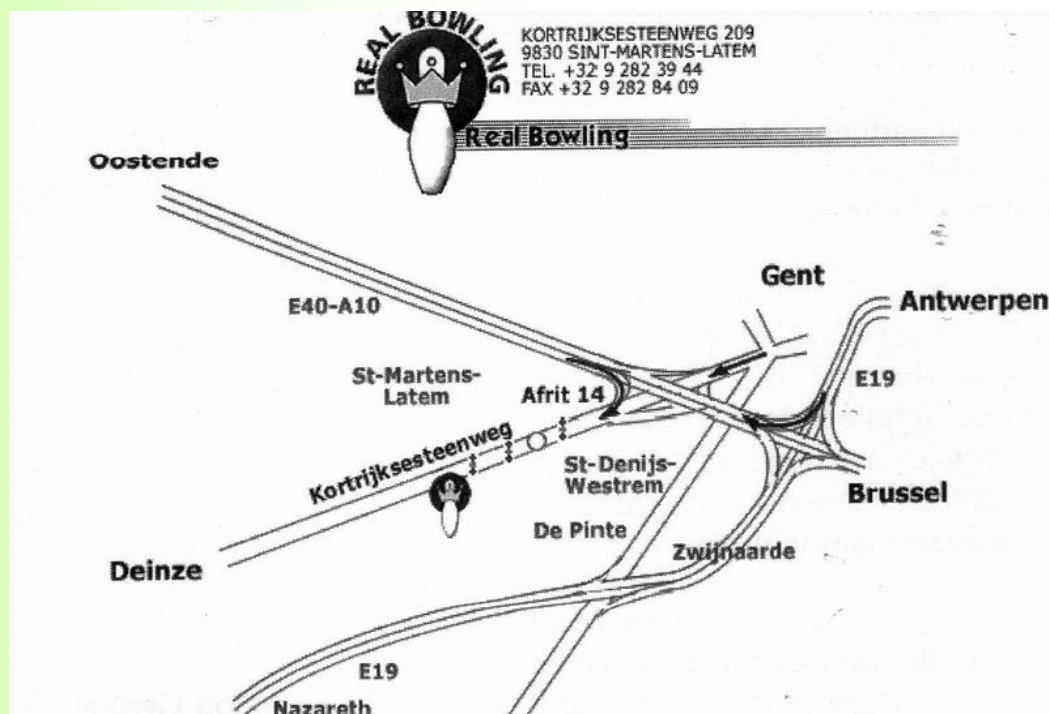 REAL BOWLING
KORTRIJKSESTEENWEG 209
9830 SINT-MARTENS-LATEM
TEL. +32 9 282 39 44
FAX +32 9 282 84 09
Real Bowling
Oostende
Gent
Antwerpen
E40-A10
E19
St-Martens-
Latem
Afrit 14
Kortrijksesteenweg
St-Denijs-
Westrem
Brussel
De Pinte
Zwijnaarde
Deinze
E19
Nazareth